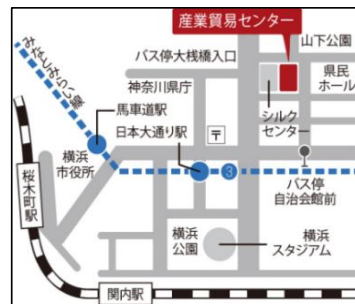 産業貿易センター
みなとみらい線
バス停大桟橋入口
山下公園
神奈川県庁
県民
ホール
馬車道駅
シルク
センター
日本大通り駅
〒
横浜
市役所
3
バス停
自治会館前
桜木町駅
横浜
公園
横浜
スタジアム
関内駅